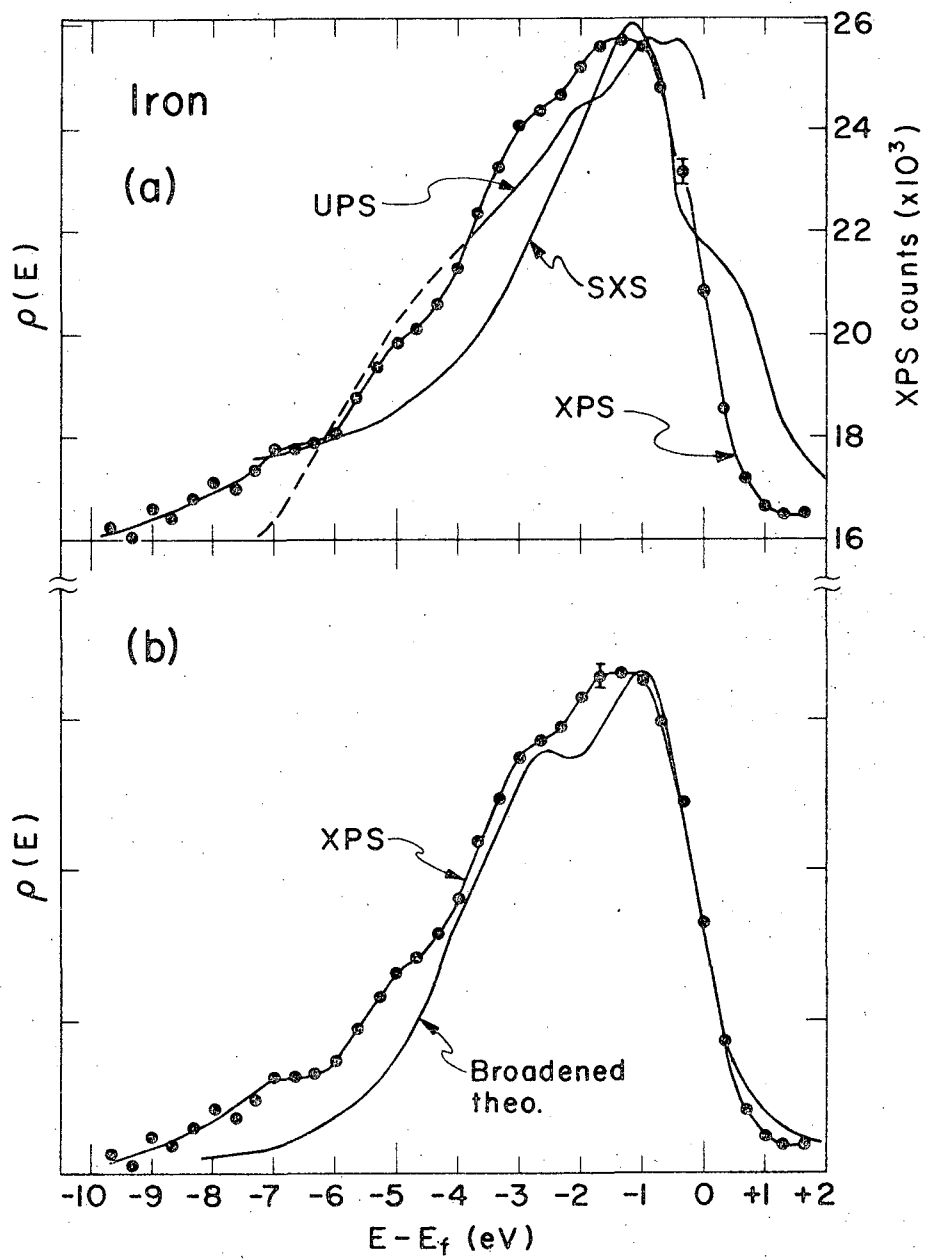 Iron
(a)
UPS
SXS
XPS
ρ(E)
26
24
22
20
18
16
XPS counts (x10³)
(b)
XPS
Broadened
theo.
ρ(E)
-10 -9 -8 -7 -6 -5 -4 -3 -2 -1 0 +1 +2
E-E_f (eV)